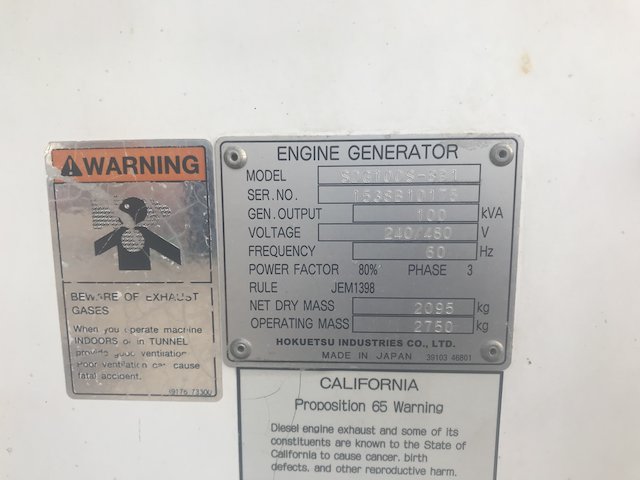 WARNING
BEWARE OF EXHAUST
GASES
When you operate machine
INDOORS or in TUNNEL
provide good ventilation
Poor ventilation can cause
fatal accident.
ENGINE GENERATOR
MODEL
SER.NO.
GEN.OUTPUT 100 kVA
VOLTAGE 240/480 V
FREQUENCY 60 Hz
POWER FACTOR 80% PHASE 3
RULE JEM1398
NET DRY MASS 2095 kg
OPERATING MASS 2750 kg
HOKUETSU INDUSTRIES CO., LTD.
MADE IN JAPAN 39103 46801
CALIFORNIA
Proposition 65 Warning
Diesel engine exhaust and some of its
constituents are known to the State of
California to cause cancer, birth
defects, and other reproductive harm.